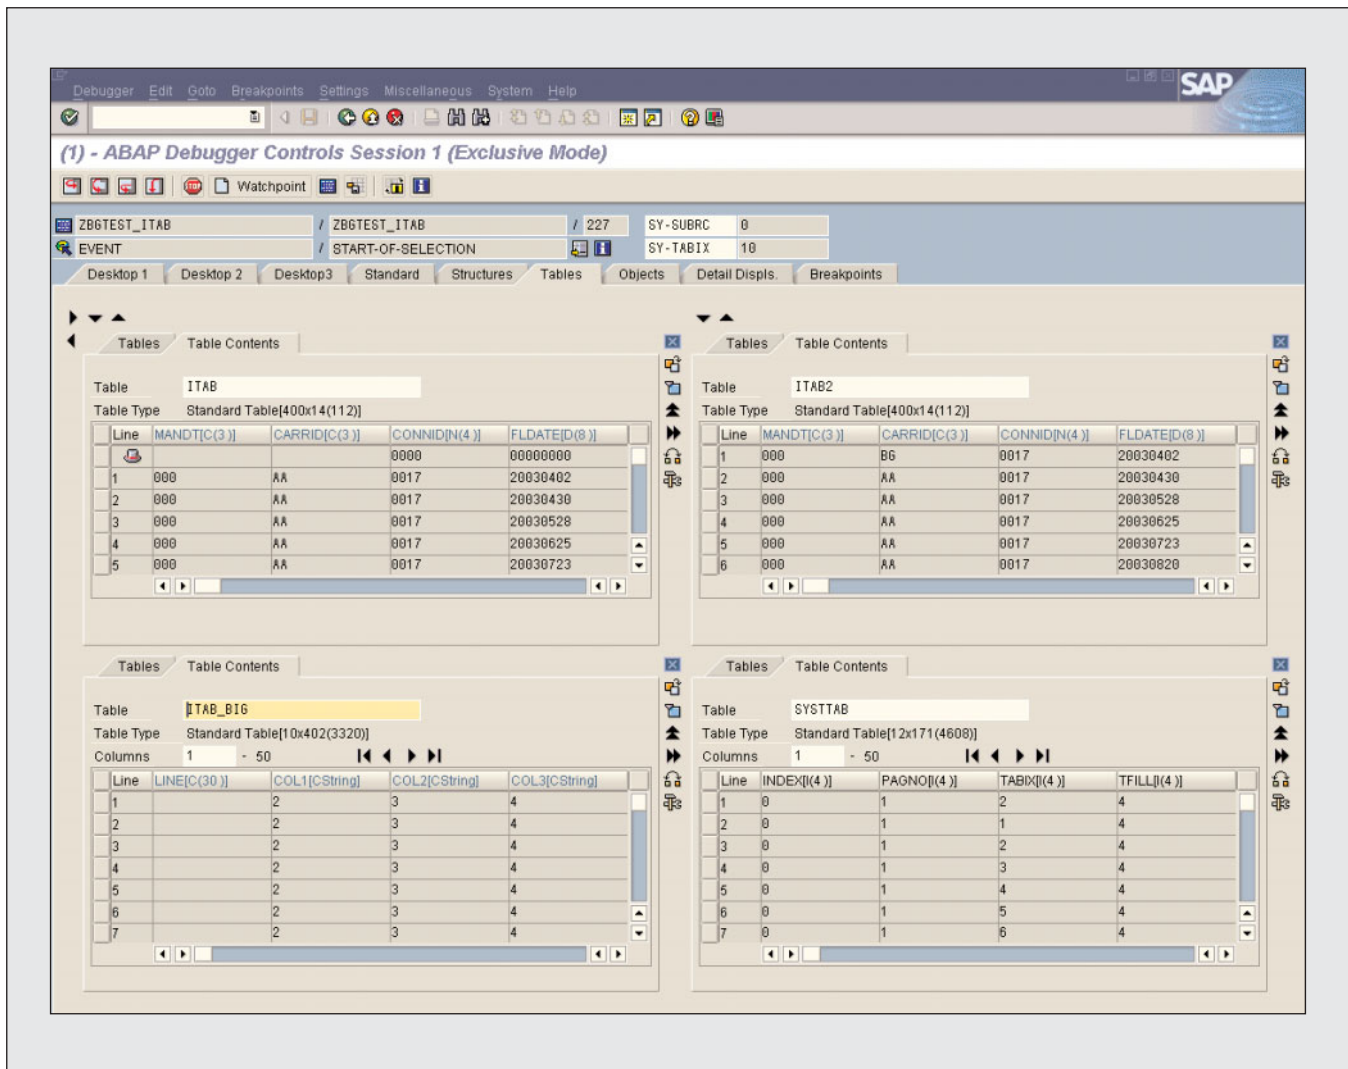 Debugger Edit Goto Breakpoints Settings Miscellaneous System Help
SAP
(1) - ABAP Debugger Controls Session 1 (Exclusive Mode)
STOP Watchpoint
ZBGTEST_ITAB / ZBGTEST_ITAB / 227 SY-SUBRC 0
EVENT / START-OF-SELECTION SY-TABIX 10
Desktop 1 Desktop 2 Desktop3 Standard Structures Tables Objects Detail Displs. Breakpoints
Tables Table Contents
Table ITAB
Table Type Standard Table[400x14(112)]
Line MANDT[C(3 )] CARRID[C(3 )] CONNID[N(4 )] FLDATE[D(8 )]
0000 00000000
1 000 AA 0017 20030402
2 000 AA 0017 20030430
3 000 AA 0017 20030528
4 000 AA 0017 20030625
5 000 AA 0017 20030723
Tables Table Contents
Table ITAB2
Table Type Standard Table[400x14(112)]
Line MANDT[C(3 )] CARRID[C(3 )] CONNID[N(4 )] FLDATE[D(8 )]
1 000 BG 0017 20030402
2 000 AA 0017 20030430
3 000 AA 0017 20030528
4 000 AA 0017 20030625
5 000 AA 0017 20030723
6 000 AA 0017 20030820
Tables Table Contents
Table ITAB_BIG
Table Type Standard Table[10x402(3320)]
Columns 1 - 50
Line LINE[C(30 )] COL1[CString] COL2[CString] COL3[CString]
1 2 3 4
2 2 3 4
3 2 3 4
4 2 3 4
5 2 3 4
6 2 3 4
7 2 3 4
Tables Table Contents
Table SYSTTAB
Table Type Standard Table[12x171(4608)]
Columns 1 - 50
Line INDEX[I(4 )] PAGNO[I(4 )] TABIX[I(4 )] TFILL[I(4 )]
1 0 1 2 4
2 0 1 1 4
3 0 1 2 4
4 0 1 3 4
5 0 1 4 4
6 0 1 5 4
7 0 1 6 4